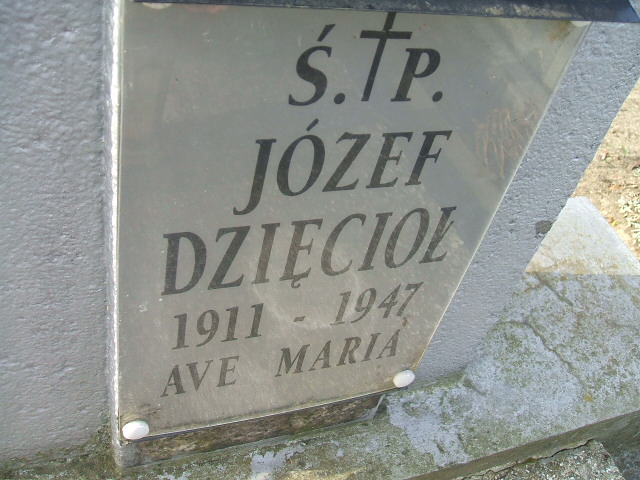 Ś.P.
JÓZEF
DZIĘCIOŁ
1911 - 1947
AVE MARIA